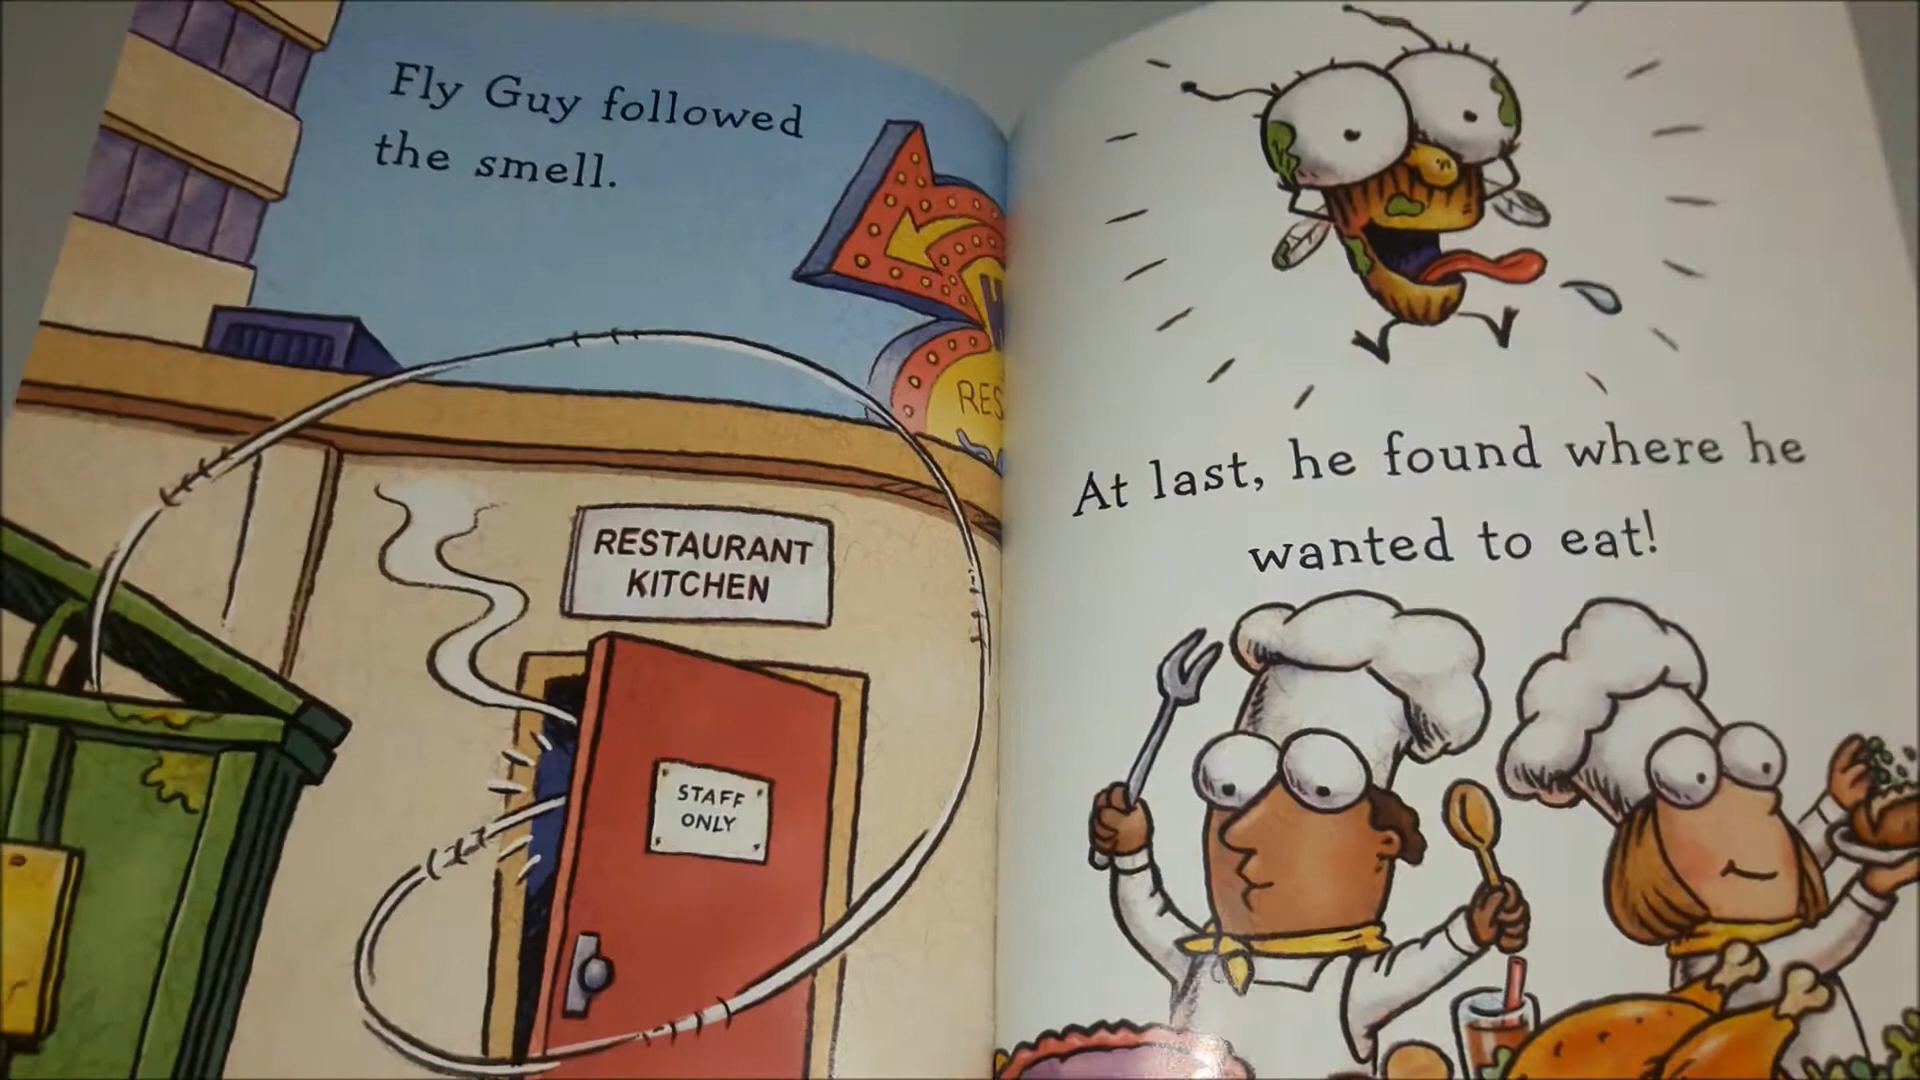 Fly Guy followed
the smell.
RES
RESTAURANT
KITCHEN
STAFF
ONLY
At last, he found where he
wanted to eat!